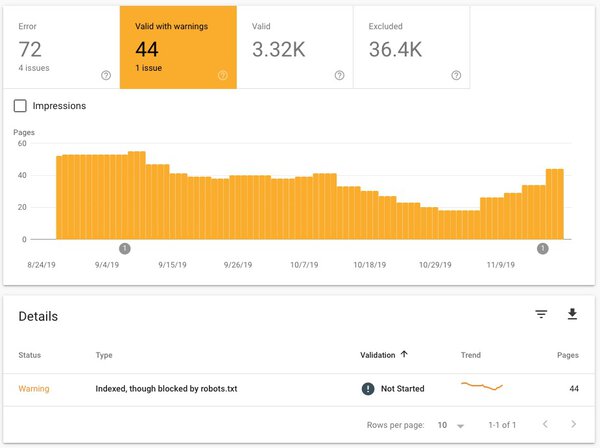 Error
Valid with warnings
Valid
Excluded
72
44
3.32K
36.4K
4 issues
1 issue
Impressions
Pages
60
40
20
0
1
1
8/24/19
9/4/19
9/15/19
9/26/19
10/7/19
10/18/19
10/29/19
11/9/19
Details
Status
Type
Validation
Trend
Pages
Warning
Indexed, though blocked by robots.txt
Not Started
44
Rows per page:
10
1-1 of 1